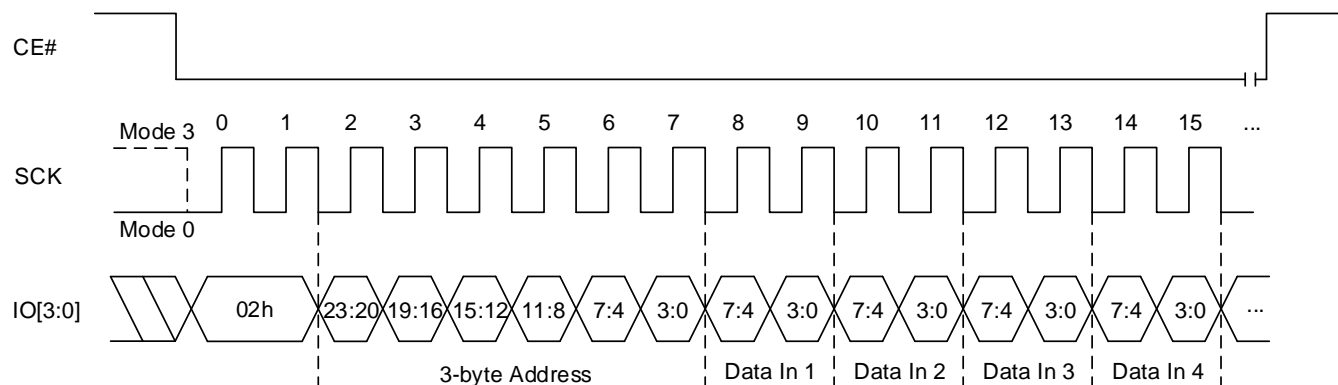 CE#
0 1 2 3 4 5 6 7 8 9 10 11 12 13 14 15 ...
Mode 3
SCK
Mode 0
IO[3:0] 02h 23:20 19:16 15:12 11:8 7:4 3:0 7:4 3:0 7:4 3:0 7:4 3:0 7:4 3:0 ...
3-byte Address Data In 1 Data In 2 Data In 3 Data In 4